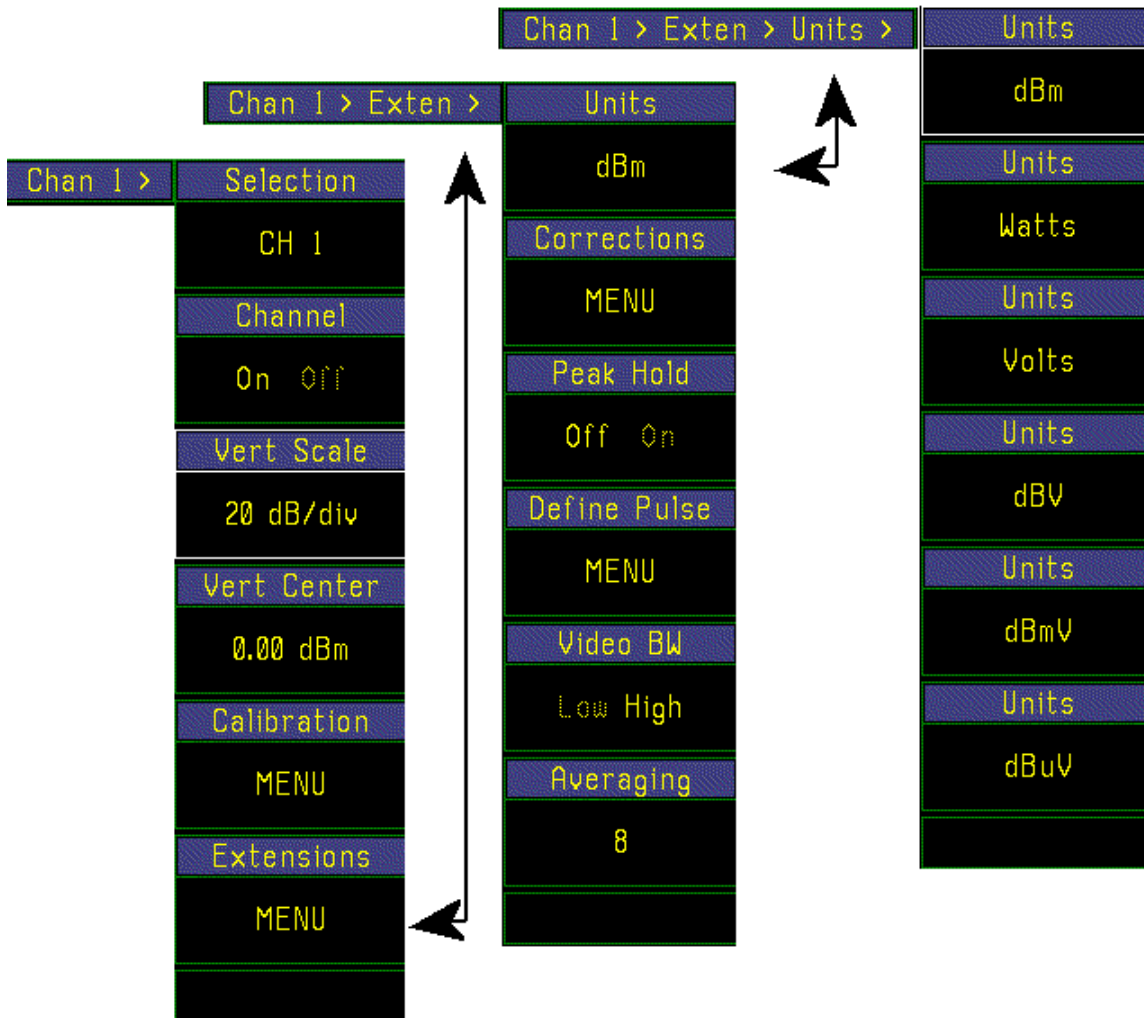 Chan 1 >
Selection
CH 1
Channel
On Off
Vert Scale
20 dB/div
Vert Center
0.00 dBm
Calibration
MENU
Extensions
MENU
Chan 1 > Exten >
Units
dBm
Corrections
MENU
Peak Hold
Off On
Define Pulse
MENU
Video BW
Low High
Averaging
8
Chan 1 > Exten > Units >
Units
dBm
Units
Watts
Units
Volts
Units
dBV
Units
dBmV
Units
dBuV